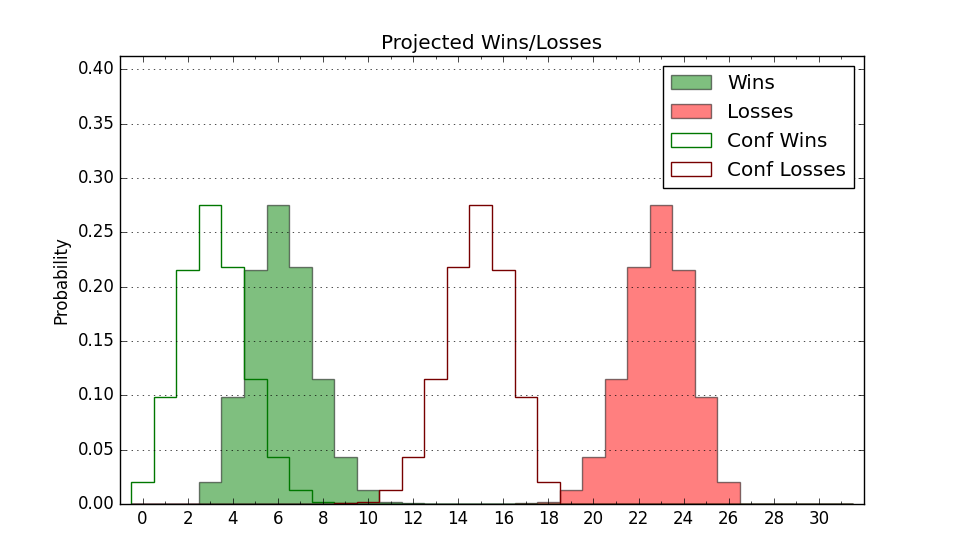 Projected Wins/Losses
0.40
0.35
0.30
0.25
0.20
0.15
0.10
0.05
0.00
Probability
Wins
Losses
Conf Wins
Conf Losses
0 2 4 6 8 10 12 14 16 18 20 22 24 26 28 30